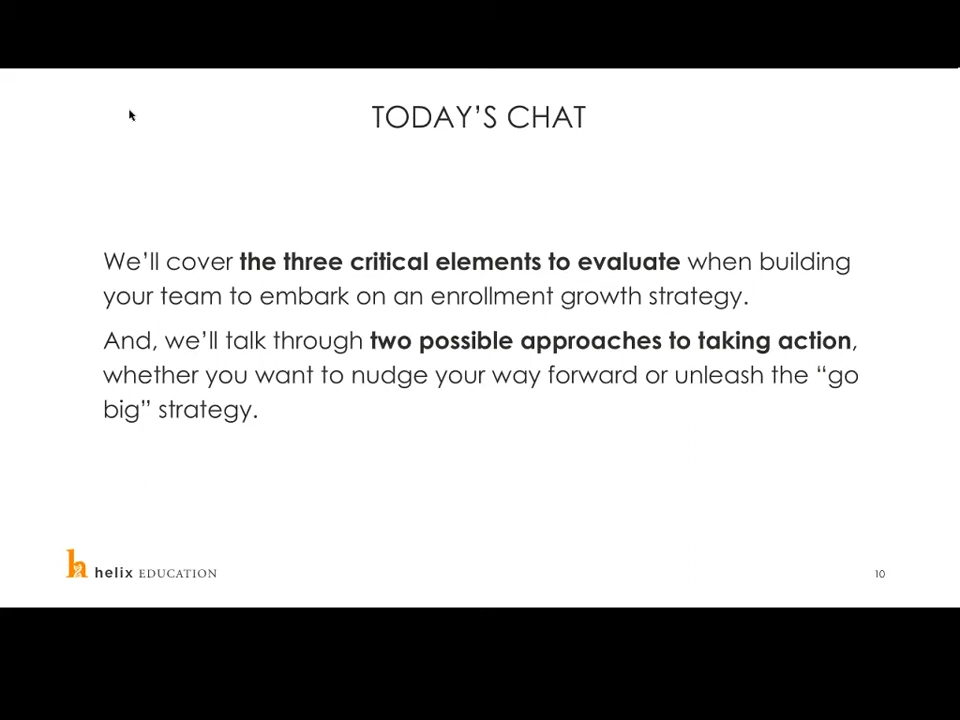 TODAY’S CHAT
We’ll cover the three critical elements to evaluate when building
your team to embark on an enrollment growth strategy.
And, we’ll talk through two possible approaches to taking action,
whether you want to nudge your way forward or unleash the “go
big” strategy.
helix EDUCATION
10